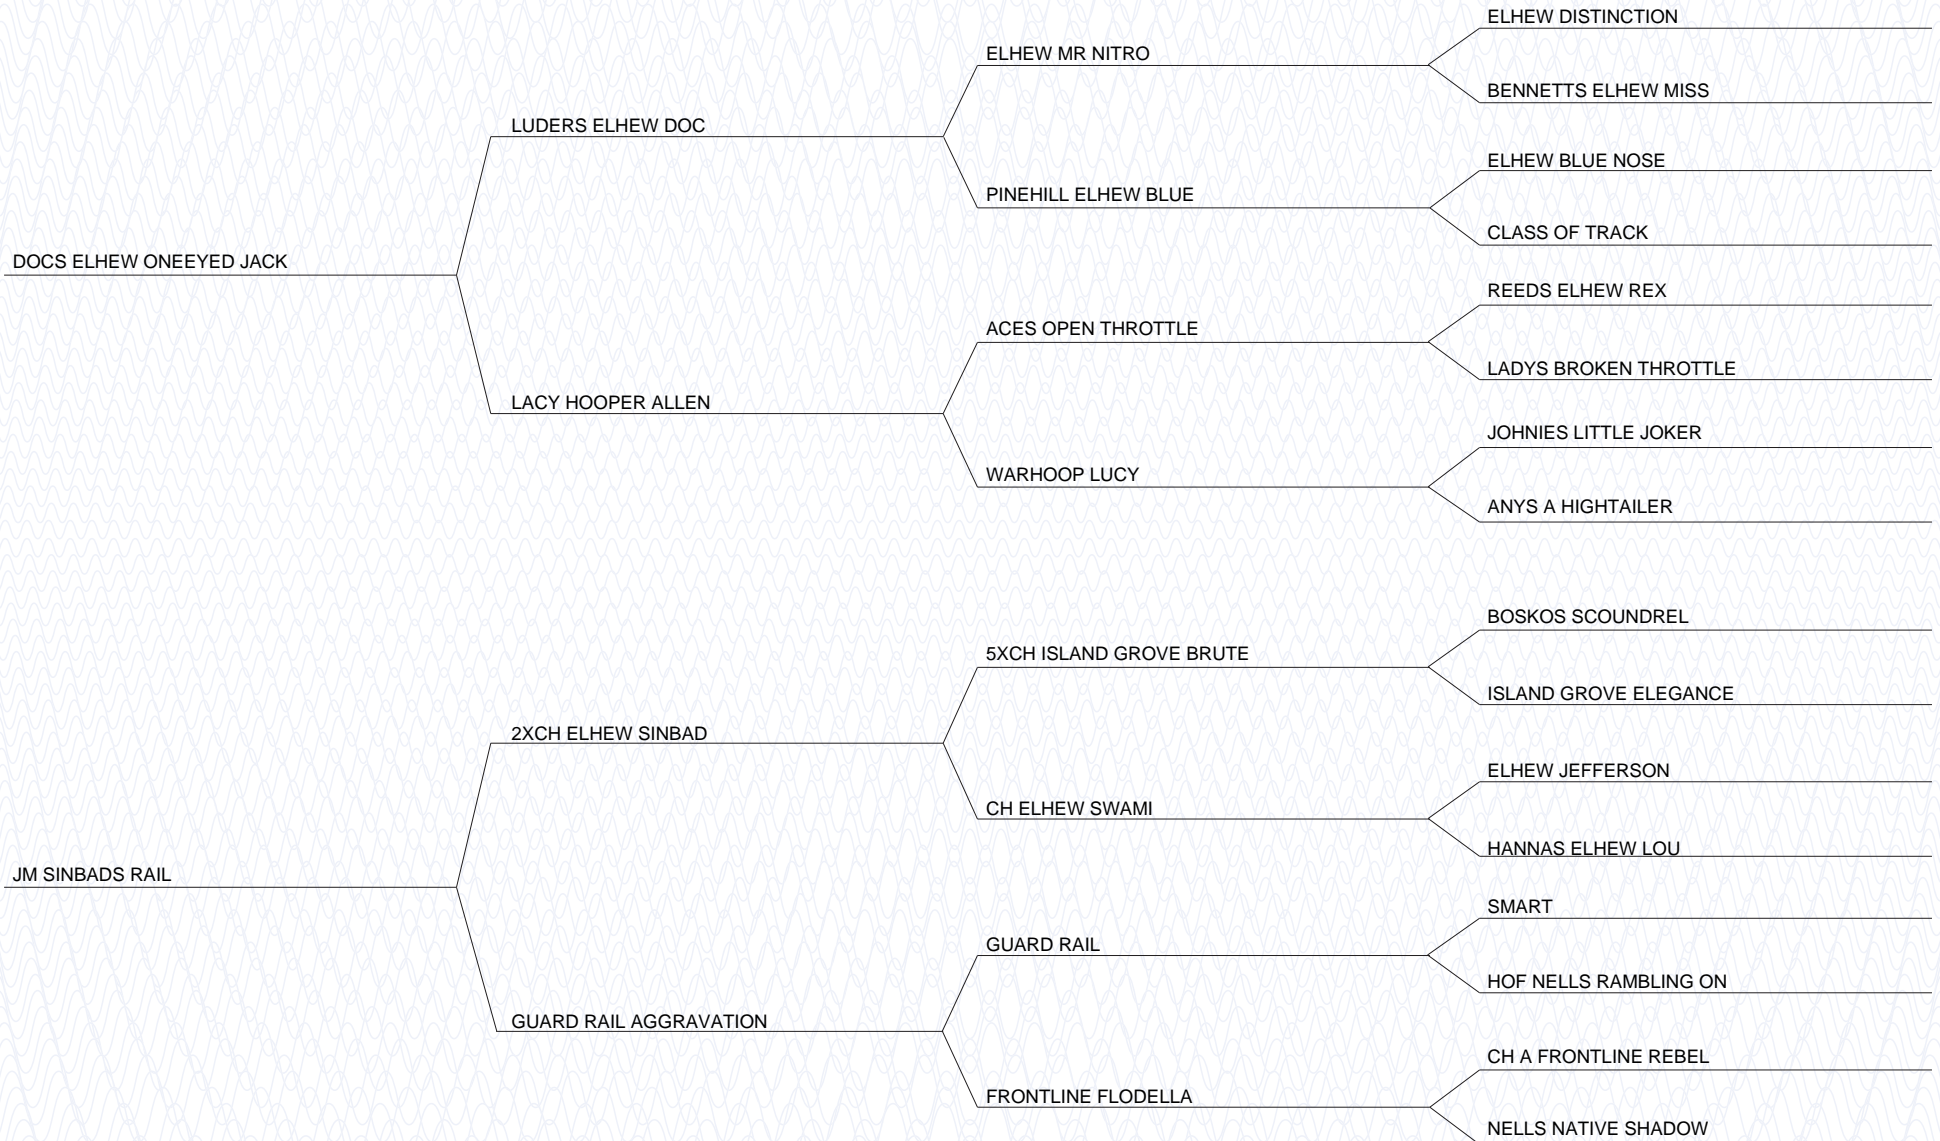 ELHEW DISTINCTION
ELHEW MR NITRO
BENNETTS ELHEW MISS
LUDERS ELHEW DOC
ELHEW BLUE NOSE
PINEHILL ELHEW BLUE
CLASS OF TRACK
DOCS ELHEW ONEEYED JACK
REEDS ELHEW REX
ACES OPEN THROTTLE
LADYS BROKEN THROTTLE
LACY HOOPER ALLEN
JOHNIES LITTLE JOKER
WARHOOP LUCY
ANYS A HIGHTAILER
BOSKOS SCOUNDREL
5XCH ISLAND GROVE BRUTE
ISLAND GROVE ELEGANCE
2XCH ELHEW SINBAD
ELHEW JEFFERSON
CH ELHEW SWAMI
HANNAS ELHEW LOU
JM SINBADS RAIL
SMART
GUARD RAIL
HOF NELLS RAMBLING ON
GUARD RAIL AGGRAVATION
CH A FRONTLINE REBEL
FRONTLINE FLODELLA
NELLS NATIVE SHADOW